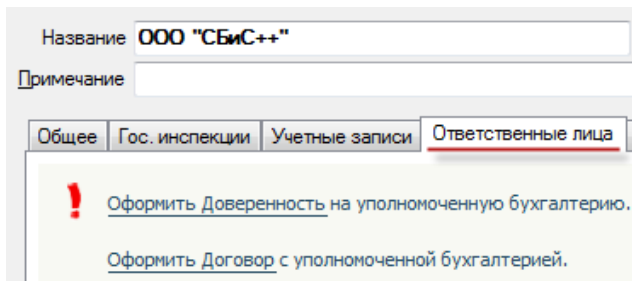 Название ООО "СБиС++"
Примечание
Общее Гос. инспекции Учетные записи Ответственные лица
! Оформить Доверенность на уполномоченную бухгалтерию.
Оформить Договор с уполномоченной бухгалтерией.